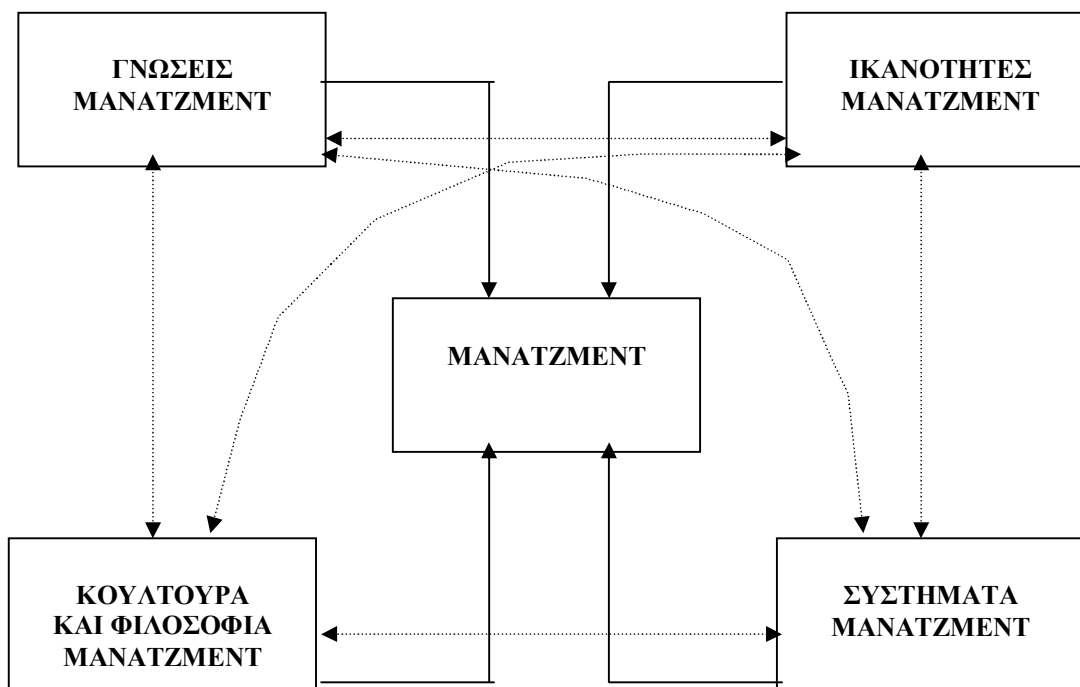 ΓΝΩΣΕΙΣ
ΜΑΝΑΤΖΜΕΝΤ
ΙΚΑΝΟΤΗΤΕΣ
ΜΑΝΑΤΖΜΕΝΤ
ΜΑΝΑΤΖΜΕΝΤ
ΚΟΥΛΤΟΥΡΑ
ΚΑΙ ΦΙΛΟΣΟΦΙΑ
ΜΑΝΑΤΖΜΕΝΤ
ΣΥΣΤΗΜΑΤΑ
ΜΑΝΑΤΖΜΕΝΤ